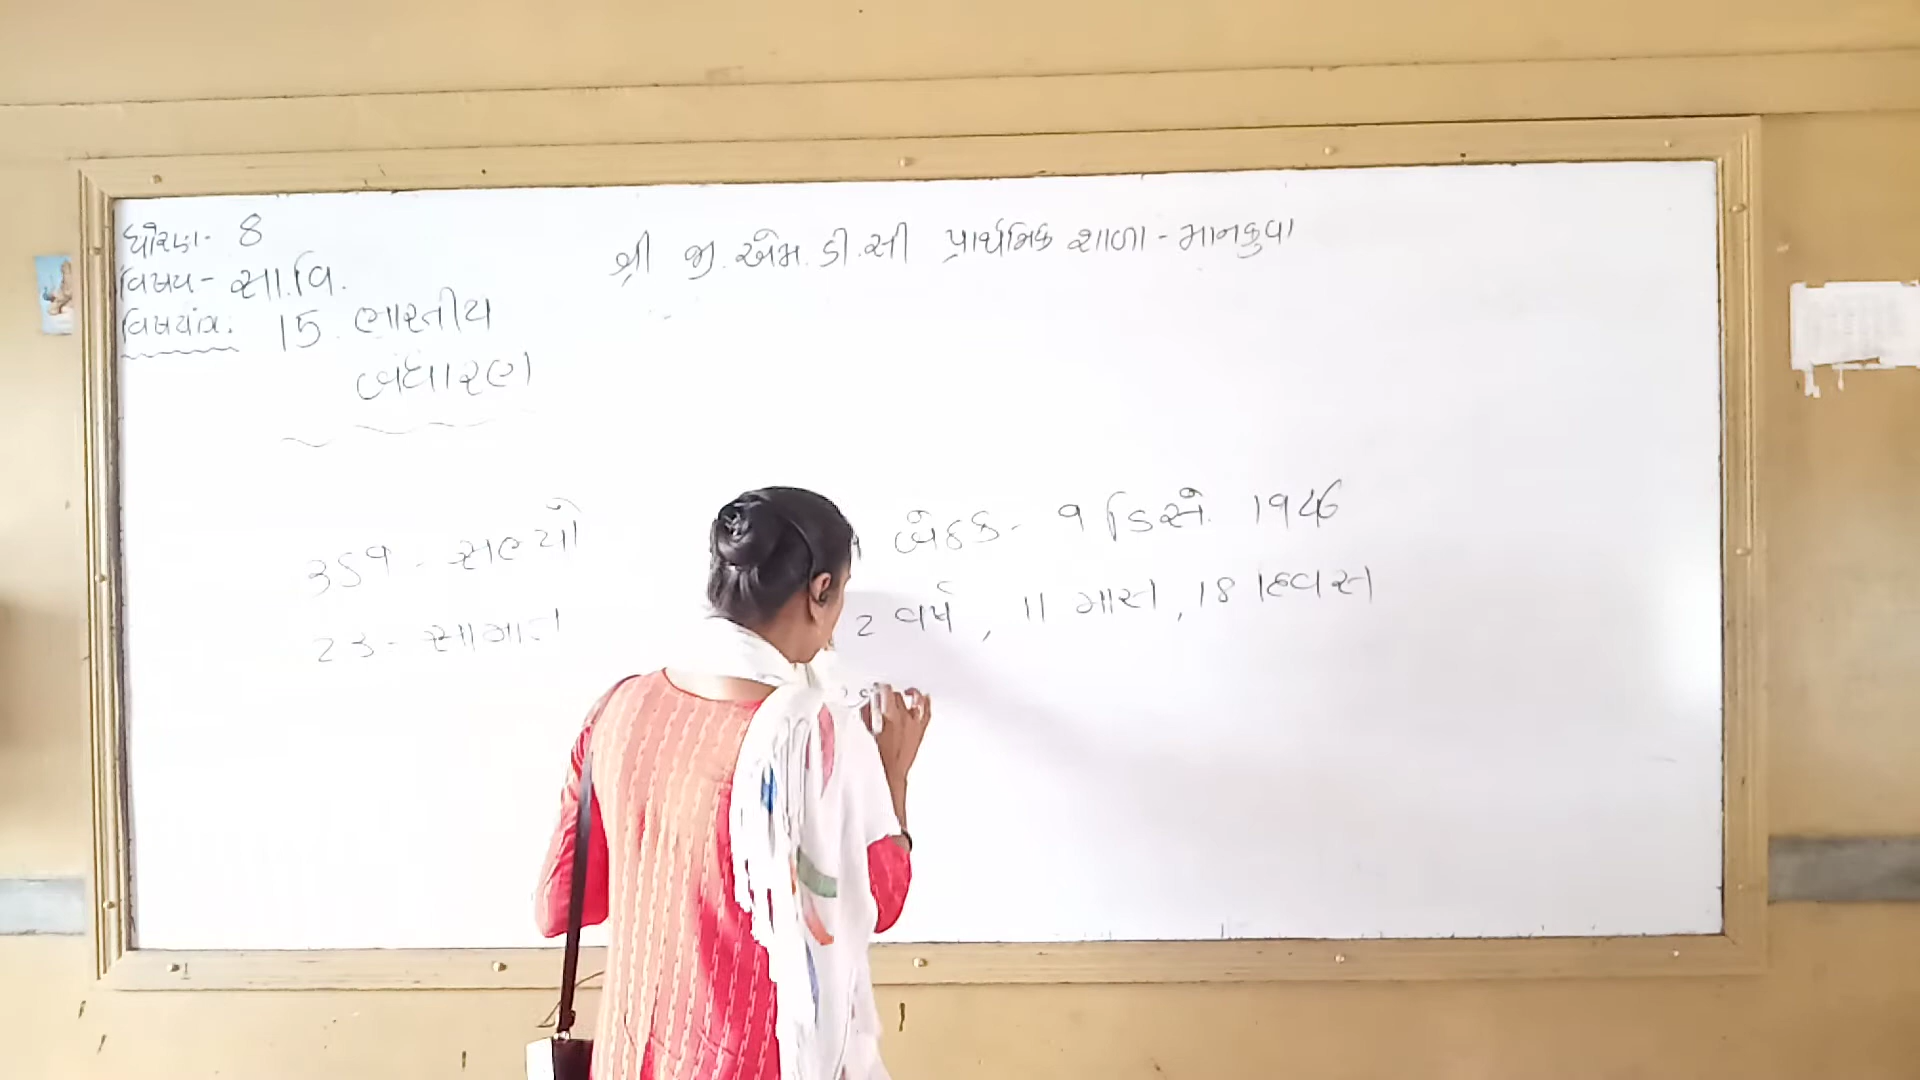 ધોરણ- 8
વિષય- સા.વિ.
વિષયાંગ: 15. ભારતીય
બંધારણ
શ્રી જી.એમ.ડી.સી પ્રાથમિક શાળા - માનકુવા
389 - સભ્યો
23 -
બેઠક - 9 ડિસે. 1946
2 વર્ષ, 11 માસ, 18 દિવસ